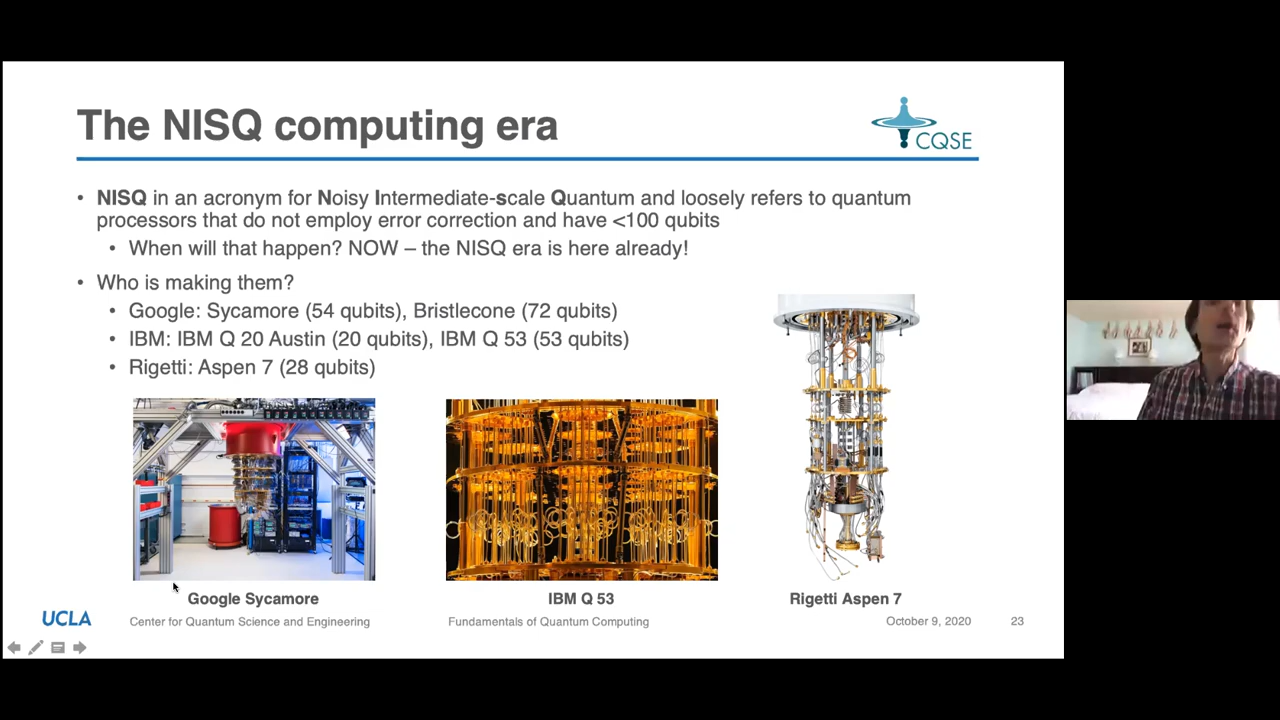 The NISQ computing era
CQSE
• NISQ in an acronym for Noisy Intermediate-scale Quantum and loosely refers to quantum
processors that do not employ error correction and have <100 qubits
• When will that happen? NOW – the NISQ era is here already!
• Who is making them?
• Google: Sycamore (54 qubits), Bristlecone (72 qubits)
• IBM: IBM Q 20 Austin (20 qubits), IBM Q 53 (53 qubits)
• Rigetti: Aspen 7 (28 qubits)
Google Sycamore
IBM Q 53
Rigetti Aspen 7
UCLA
Center for Quantum Science and Engineering
Fundamentals of Quantum Computing
October 9, 2020
23